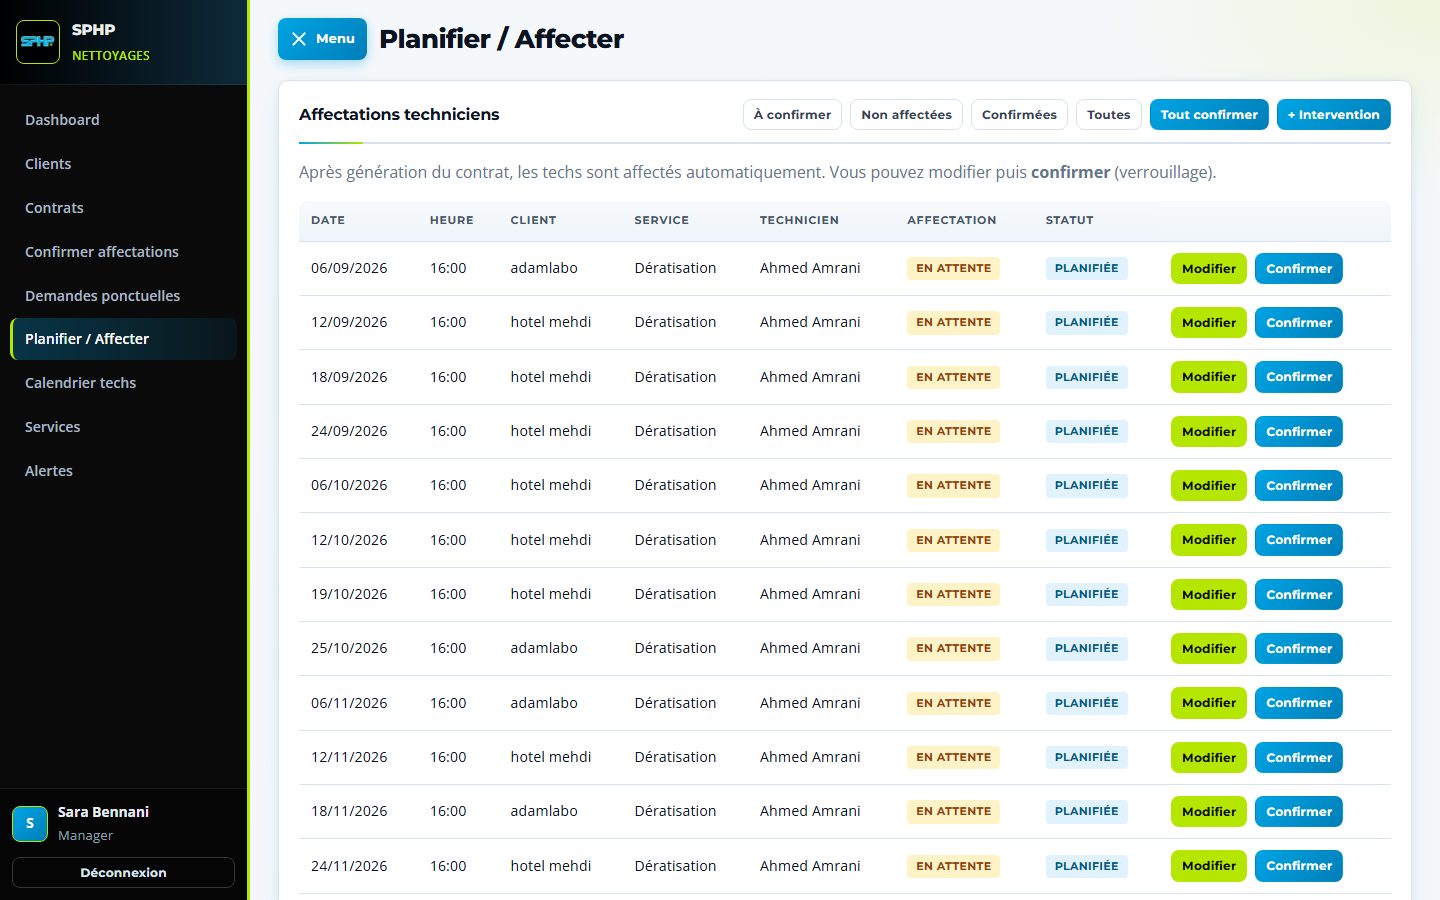 SPHP
SPHP
NETTOYAGES
Dashboard
Clients
Contrats
Confirmer affectations
Demandes ponctuelles
Planifier / Affecter
Calendrier techs
Services
Alertes
S
Sara Bennani
Manager
Déconnexion
Menu
Planifier / Affecter
Affectations techniciens
À confirmer
Non affectées
Confirmées
Toutes
Tout confirmer
+ Intervention
Après génération du contrat, les techs sont affectés automatiquement. Vous pouvez modifier puis confirmer (verrouillage).
DATE HEURE CLIENT SERVICE TECHNICIEN AFFECTATION STATUT
06/09/2026 16:00 adamlabo Dératisation Ahmed Amrani EN ATTENTE PLANIFIÉE Modifier Confirmer
12/09/2026 16:00 hotel mehdi Dératisation Ahmed Amrani EN ATTENTE PLANIFIÉE Modifier Confirmer
18/09/2026 16:00 hotel mehdi Dératisation Ahmed Amrani EN ATTENTE PLANIFIÉE Modifier Confirmer
24/09/2026 16:00 hotel mehdi Dératisation Ahmed Amrani EN ATTENTE PLANIFIÉE Modifier Confirmer
06/10/2026 16:00 hotel mehdi Dératisation Ahmed Amrani EN ATTENTE PLANIFIÉE Modifier Confirmer
12/10/2026 16:00 hotel mehdi Dératisation Ahmed Amrani EN ATTENTE PLANIFIÉE Modifier Confirmer
19/10/2026 16:00 hotel mehdi Dératisation Ahmed Amrani EN ATTENTE PLANIFIÉE Modifier Confirmer
25/10/2026 16:00 adamlabo Dératisation Ahmed Amrani EN ATTENTE PLANIFIÉE Modifier Confirmer
06/11/2026 16:00 adamlabo Dératisation Ahmed Amrani EN ATTENTE PLANIFIÉE Modifier Confirmer
12/11/2026 16:00 hotel mehdi Dératisation Ahmed Amrani EN ATTENTE PLANIFIÉE Modifier Confirmer
18/11/2026 16:00 adamlabo Dératisation Ahmed Amrani EN ATTENTE PLANIFIÉE Modifier Confirmer
24/11/2026 16:00 hotel mehdi Dératisation Ahmed Amrani EN ATTENTE PLANIFIÉE Modifier Confirmer